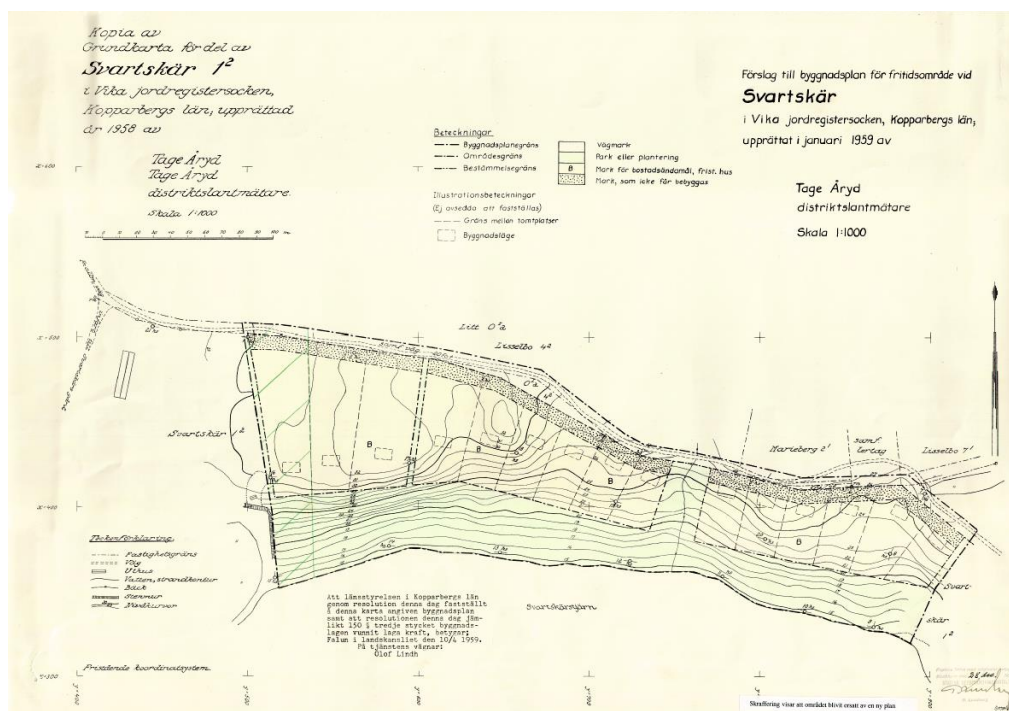 Kopia av
Grundkarta för del av
Svartskär 1²
i Vika jordregistersocken,
Kopparbergs län, upprättad
år 1958 av
Tage Åryd
Tage Åryd
distriktslantmätare.
Skala 1:1000
Beteckningar
Byggnadsplanegräns
Områdesgräns
Bestämmelsegräns
Vägmark
Park eller plantering
B
Mark för bostadsändamål, frist. hus
Mark, som icke får bebyggas
Illustrationsbeteckningar
(Ej avsedda att fastställas)
Gräns mellan tomtplatser
Byggnadsläge
Förslag till byggnadsplan för fritidsområde vid
Svartskär
i Vika jordregistersocken, Kopparbergs län,
upprättat i januari 1959 av
Tage Åryd
distriktslantmätare
Skala 1:1000
Litt 0²a
Lisselbo 4²
Svartskär 1²
B
B
B
B
Marieberg 2¹
samf.
lertag
Lisselbo 7¹
Teckenförklaring
Fastighetsgräns
Väg
Uthus
Vatten, strandkontur
Bäck
Stenmur
Nivåkurvor
Att länsstyrelsen i Kopparbergs län
genom resolution denna dag fastställt
å denna karta angiven byggnadsplan
samt att resolutionen denna dag jäm-
likt 150 § tredje stycket byggnads-
lagen vunnit laga kraft, betygar;
Falun i landskansliet den 10/4 1959.
På tjänstens vägnar:
Olof Lindh
Svartskärstjärn
Svart
skär
1²
Fristående koordinatsystem.
Skraffering visar att området blivit ersatt av en ny plan